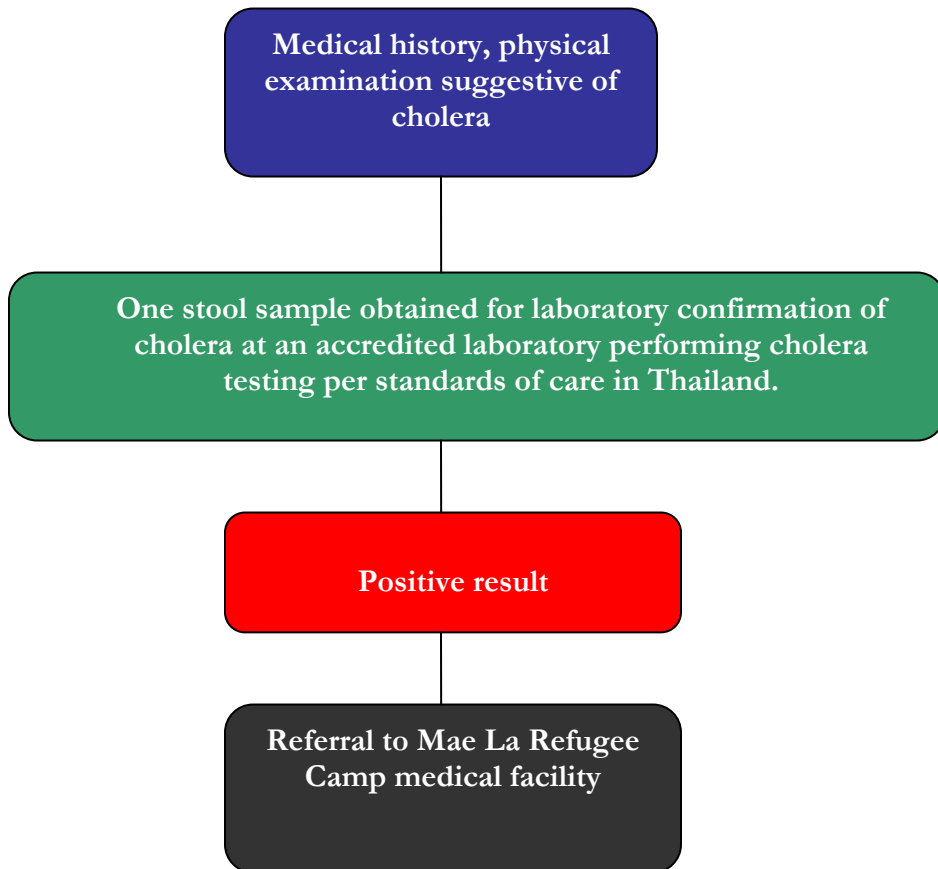 Medical history, physical
examination suggestive of
cholera
One stool sample obtained for laboratory confirmation of
cholera at an accredited laboratory performing cholera
testing per standards of care in Thailand.
Positive result
Referral to Mae La Refugee
Camp medical facility